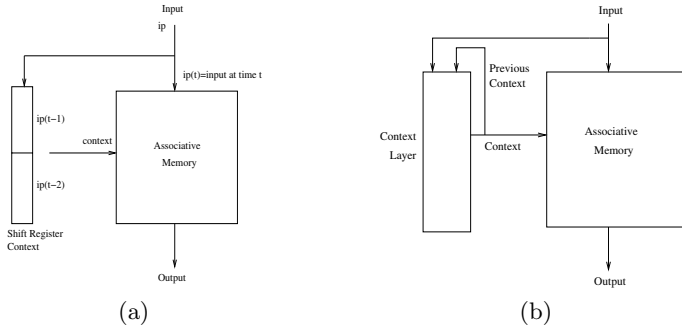 Input
ip
ip(t)=input at time t
ip(t−1)
context
Associative
Memory
ip(t−2)
Shift Register
Context
Output
(a)
Input
Previous
Context
Context
Layer
Context
Associative
Memory
Output
(b)